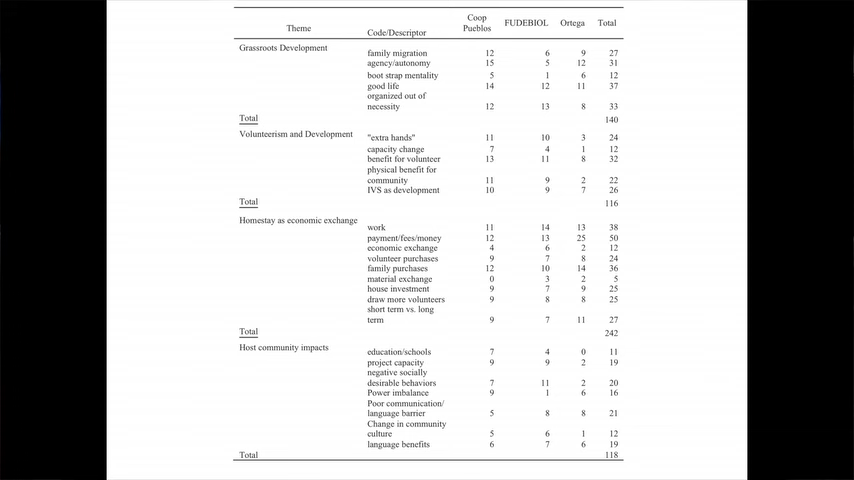 Theme Code/Descriptor Coop Pueblos FUDEBIOL Ortega Total
Grassroots Development
family migration 12 6 9 27
agency/autonomy 15 5 12 31
boot strap mentality 5 1 6 12
good life 14 12 11 37
organized out of
necessity 12 13 8 33
Total 140
Volunteerism and Development
"extra hands" 11 10 3 24
capacity change 7 4 1 12
benefit for volunteer 13 11 8 32
physical benefit for
community 11 9 2 22
IVS as development 10 9 7 26
Total 116
Homestay as economic exchange
work 11 14 13 38
payment/fees/money 12 13 25 50
economic exchange 4 6 2 12
volunteer purchases 9 7 8 24
family purchases 12 10 14 36
material exchange 0 3 2 5
house investment 9 7 9 25
draw more volunteers 9 8 8 25
short term vs. long
term 9 7 11 27
Total 242
Host community impacts
education/schools 7 4 0 11
project capacity 9 9 2 19
negative socially
desirable behaviors 7 11 2 20
Power imbalance 9 1 6 16
Poor communication/
language barrier 5 8 8 21
Change in community
culture 5 6 1 12
language benefits 6 7 6 19
Total 118